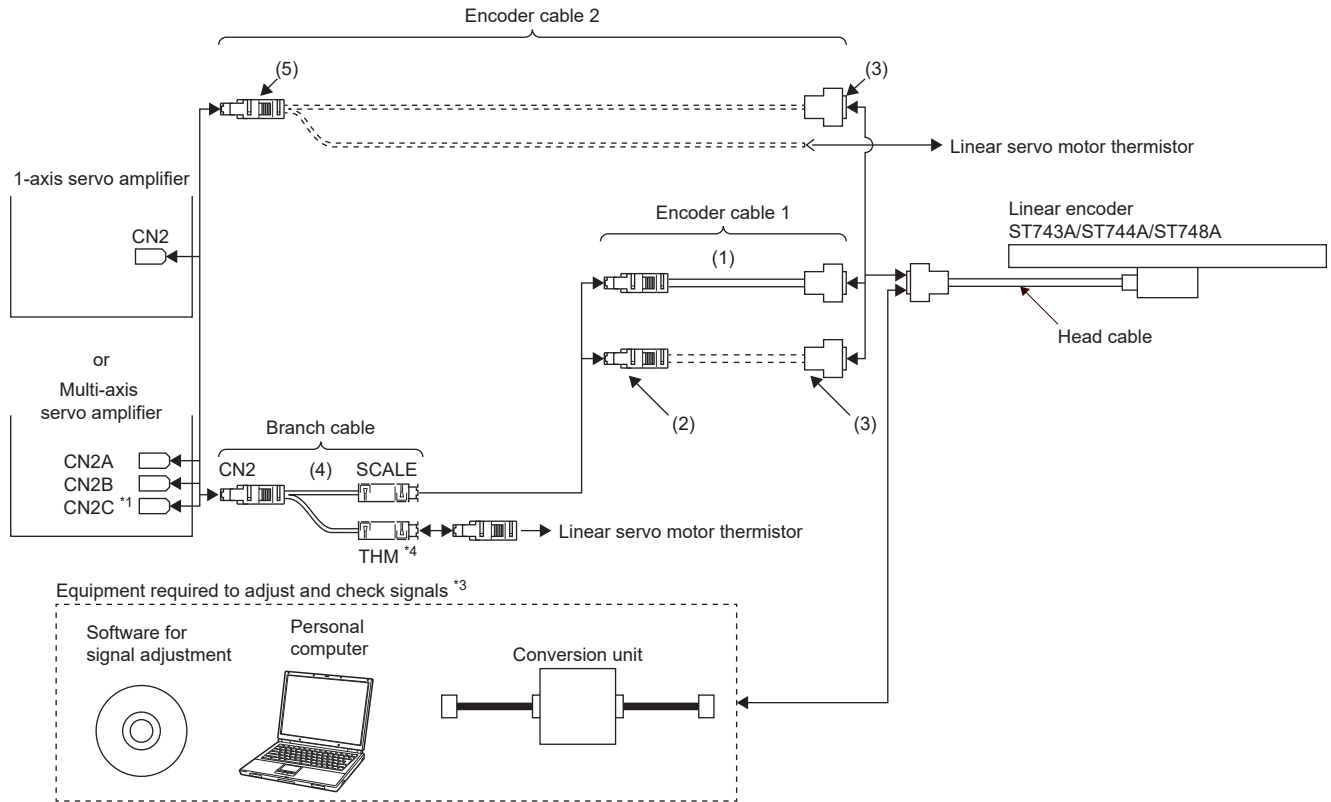 Encoder cable 2
(5)
(3)
Linear servo motor thermistor
1-axis servo amplifier
CN2
Encoder cable 1
(1)
Linear encoder
ST743A/ST744A/ST748A
Head cable
or
Multi-axis
servo amplifier
(2)
(3)
Branch cable
CN2A
CN2B
CN2C *1
CN2
(4)
SCALE
Linear servo motor thermistor
THM *4
Equipment required to adjust and check signals *3
Software for
signal adjustment
Personal
computer
Conversion unit